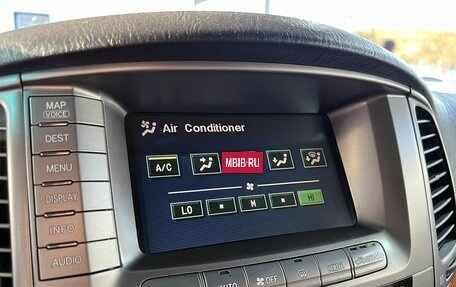 MAP
VOICE
DEST
MENU
DISPLAY
INFO
AUDIO
Air Conditioner
A/C
MBIB·RU
LO
M
HI
AUTO
OFF